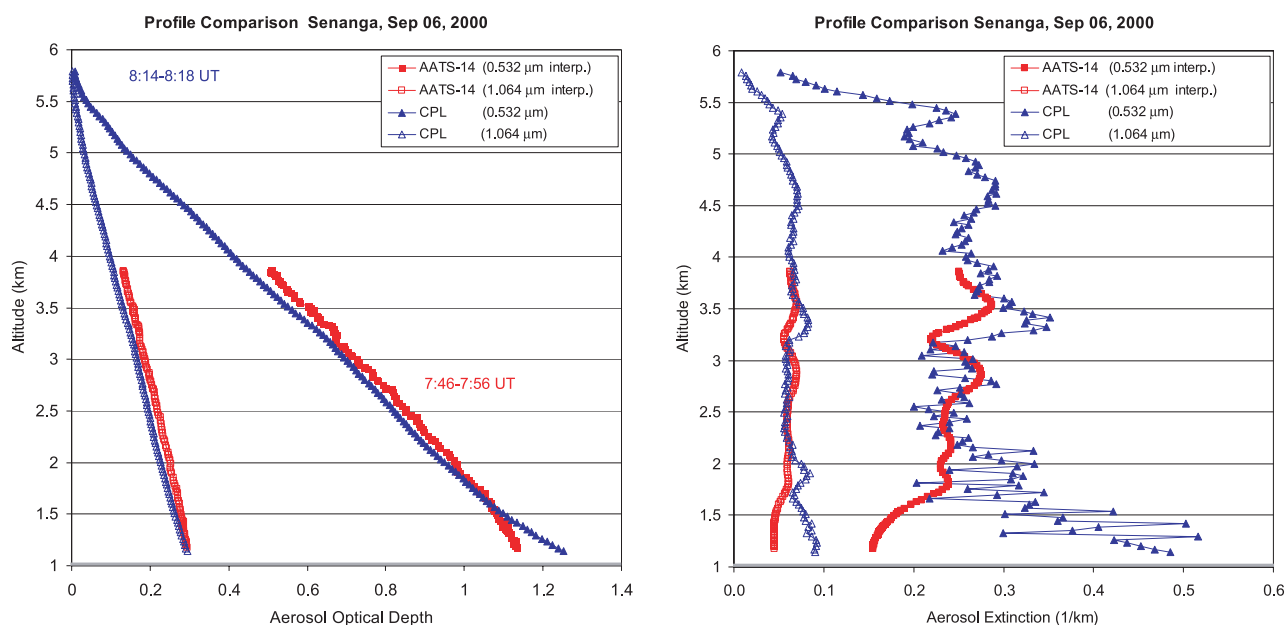 Profile Comparison  Senanga, Sep 06, 2000
6
5.5
5
4.5
4
3.5
3
2.5
2
1.5
1
Altitude (km)
8:14-8:18 UT
AATS-14 (0.532 µm interp.)
AATS-14 (1.064 µm interp.)
CPL (0.532 µm)
CPL (1.064 µm)
7:46-7:56 UT
0 0.2 0.4 0.6 0.8 1 1.2 1.4
Aerosol Optical Depth
Profile Comparison Senanga, Sep 06, 2000
6
5.5
5
4.5
4
3.5
3
2.5
2
1.5
1
Altitude (km)
AATS-14 (0.532 µm interp.)
AATS-14 (1.064 µm interp.)
CPL (0.532 µm)
CPL (1.064 µm)
0.0 0.1 0.2 0.3 0.4 0.5 0.6
Aerosol Extinction (1/km)